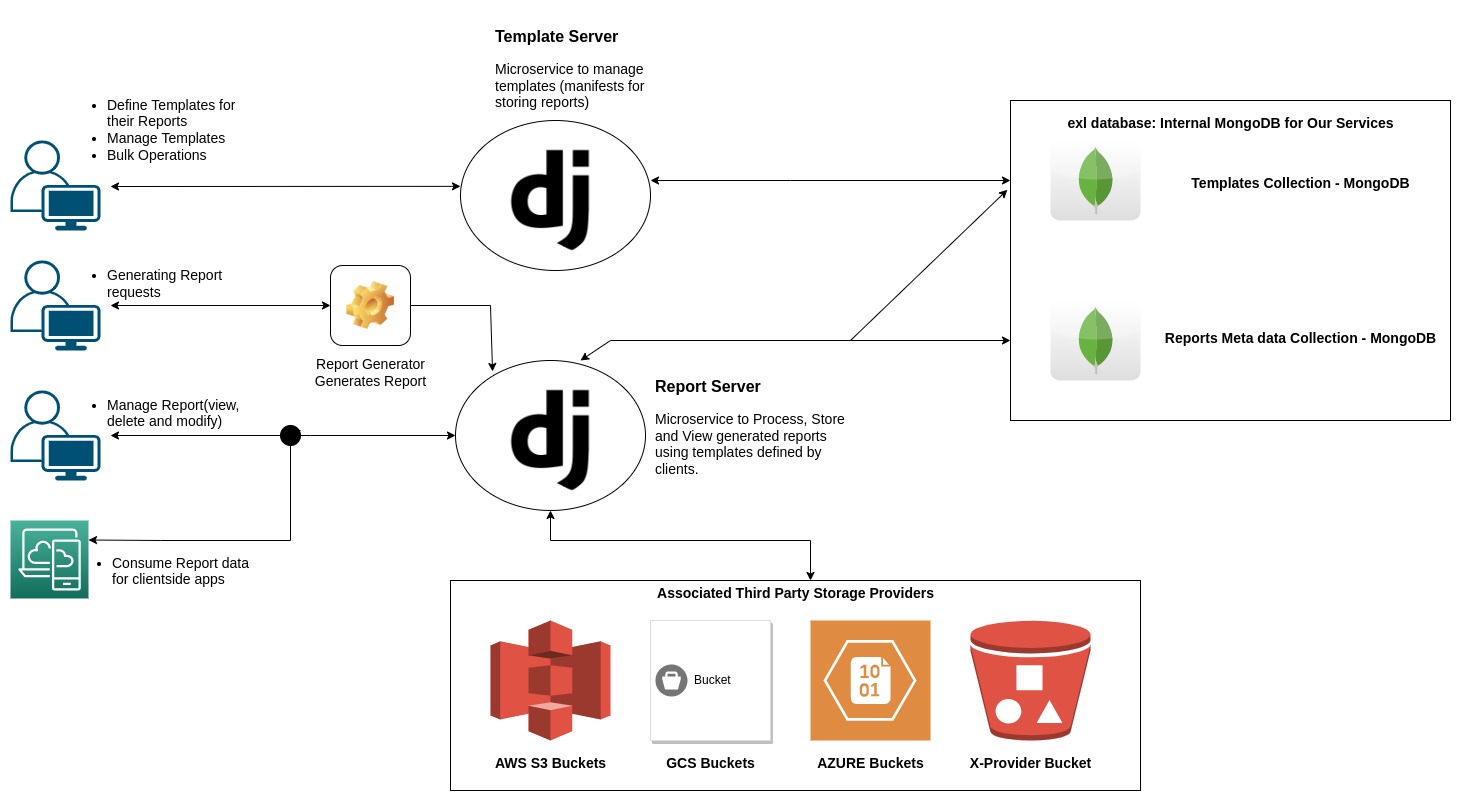 Template Server
Microservice to manage
templates (manifests for
storing reports)
Define Templates for
their Reports
Manage Templates
Bulk Operations
dj
exl database: Internal MongoDB for Our Services
Templates Collection - MongoDB
Generating Report
requests
Report Generator
Generates Report
Reports Meta data Collection - MongoDB
Manage Report(view,
delete and modify)
dj
Report Server
Microservice to Process, Store
and View generated reports
using templates defined by
clients.
Consume Report data
for clientside apps
Associated Third Party Storage Providers
Bucket
10
01
AWS S3 Buckets
GCS Buckets
AZURE Buckets
X-Provider Bucket